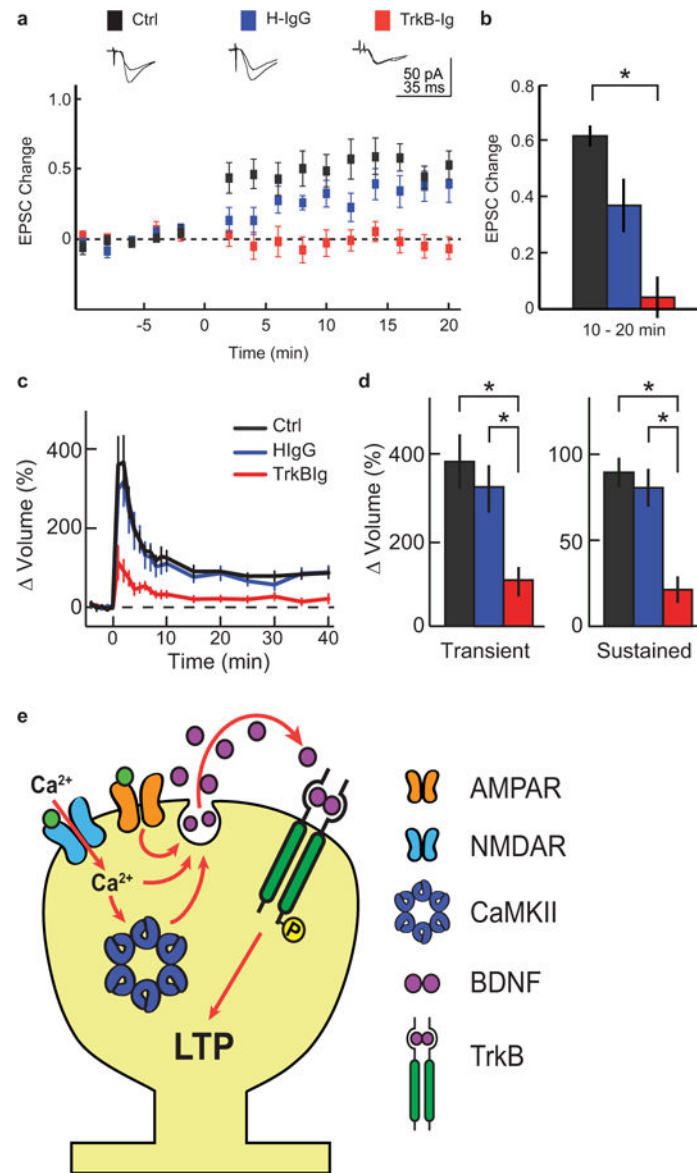 a
Ctrl H-IgG TrkB-Ig
50 pA
35 ms
1.0
0.5
0
EPSC Change
-5 0 5 10 15 20
Time (min)
b
*
0.8
0.6
0.4
0.2
0
EPSC Change
10 - 20 min
c
Ctrl
HIgG
TrkBIg
400
200
0
Δ Volume (%)
0 10 20 30 40
Time (min)
d
*
*
400
200
0
Δ Volume (%)
Transient
*
*
100
50
0
Sustained
e
Ca2+
Ca2+
P
LTP
AMPAR
NMDAR
CaMKII
BDNF
TrkB